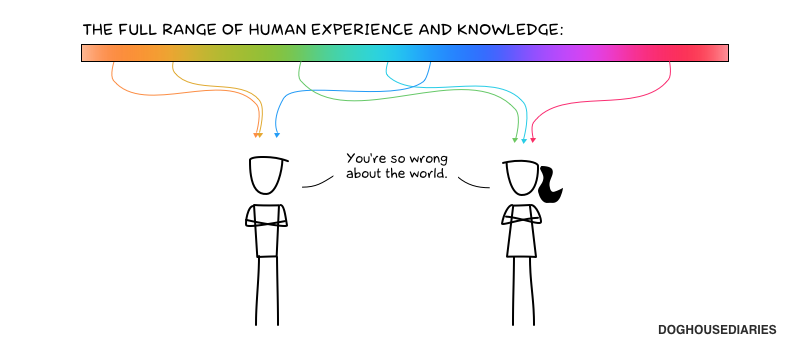 THE FULL RANGE OF HUMAN EXPERIENCE AND KNOWLEDGE:
You're so wrong
about the world.
DOGHOUSEDIARIES